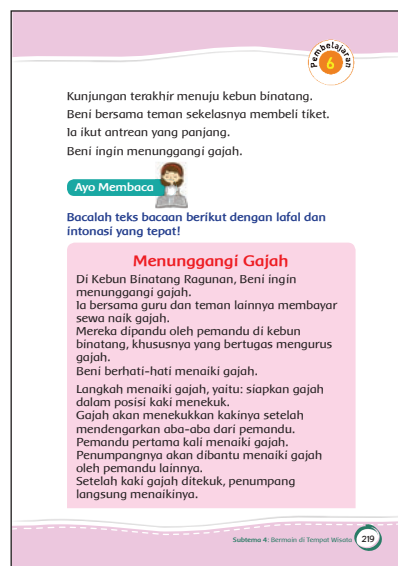 Pembelajaran
6
Kunjungan terakhir menuju kebun binatang.
Beni bersama teman sekelasnya membeli tiket.
Ia ikut antrean yang panjang.
Beni ingin menunggangi gajah.
Ayo Membaca
Bacalah teks bacaan berikut dengan lafal dan
intonasi yang tepat!
Menunggangi Gajah
Di Kebun Binatang Ragunan, Beni ingin
menunggangi gajah.
Ia bersama guru dan teman lainnya membayar
sewa naik gajah.
Mereka dipandu oleh pemandu di kebun
binatang, khususnya yang bertugas mengurus
gajah.
Beni berhati-hati menaiki gajah.
Langkah menaiki gajah, yaitu: siapkan gajah
dalam posisi kaki menekuk.
Gajah akan menekukkan kakinya setelah
mendengarkan aba-aba dari pemandu.
Pemandu pertama kali menaiki gajah.
Penumpangnya akan dibantu menaiki gajah
oleh pemandu lainnya.
Setelah kaki gajah ditekuk, penumpang
langsung menaikinya.
Subtema 4: Bermain di Tempat Wisata
219